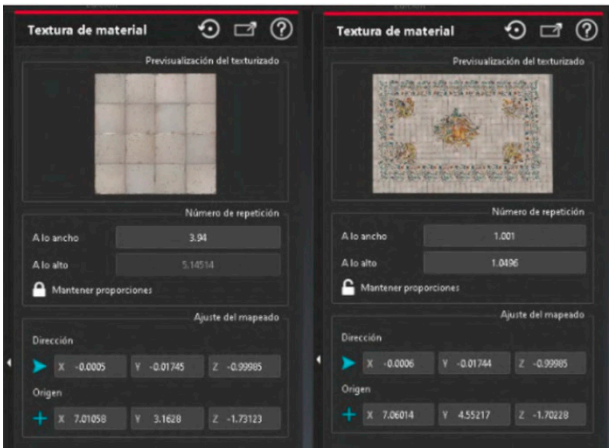 Textura de material
Previsualización del texturizado
Número de repetición
A lo ancho 3.94
A lo alto 5.14514
Mantener proporciones
Ajuste del mapeado
Dirección
X -0.0005 Y -0.01745 Z -0.99985
Origen
X 7.01058 Y 3.1628 Z -1.73123
Textura de material
Previsualización del texturizado
Número de repetición
A lo ancho 1.001
A lo alto 1.0496
Mantener proporciones
Ajuste del mapeado
Dirección
X -0.0006 Y -0.01744 Z -0.99985
Origen
X 7.06014 Y 4.55217 Z -1.70228